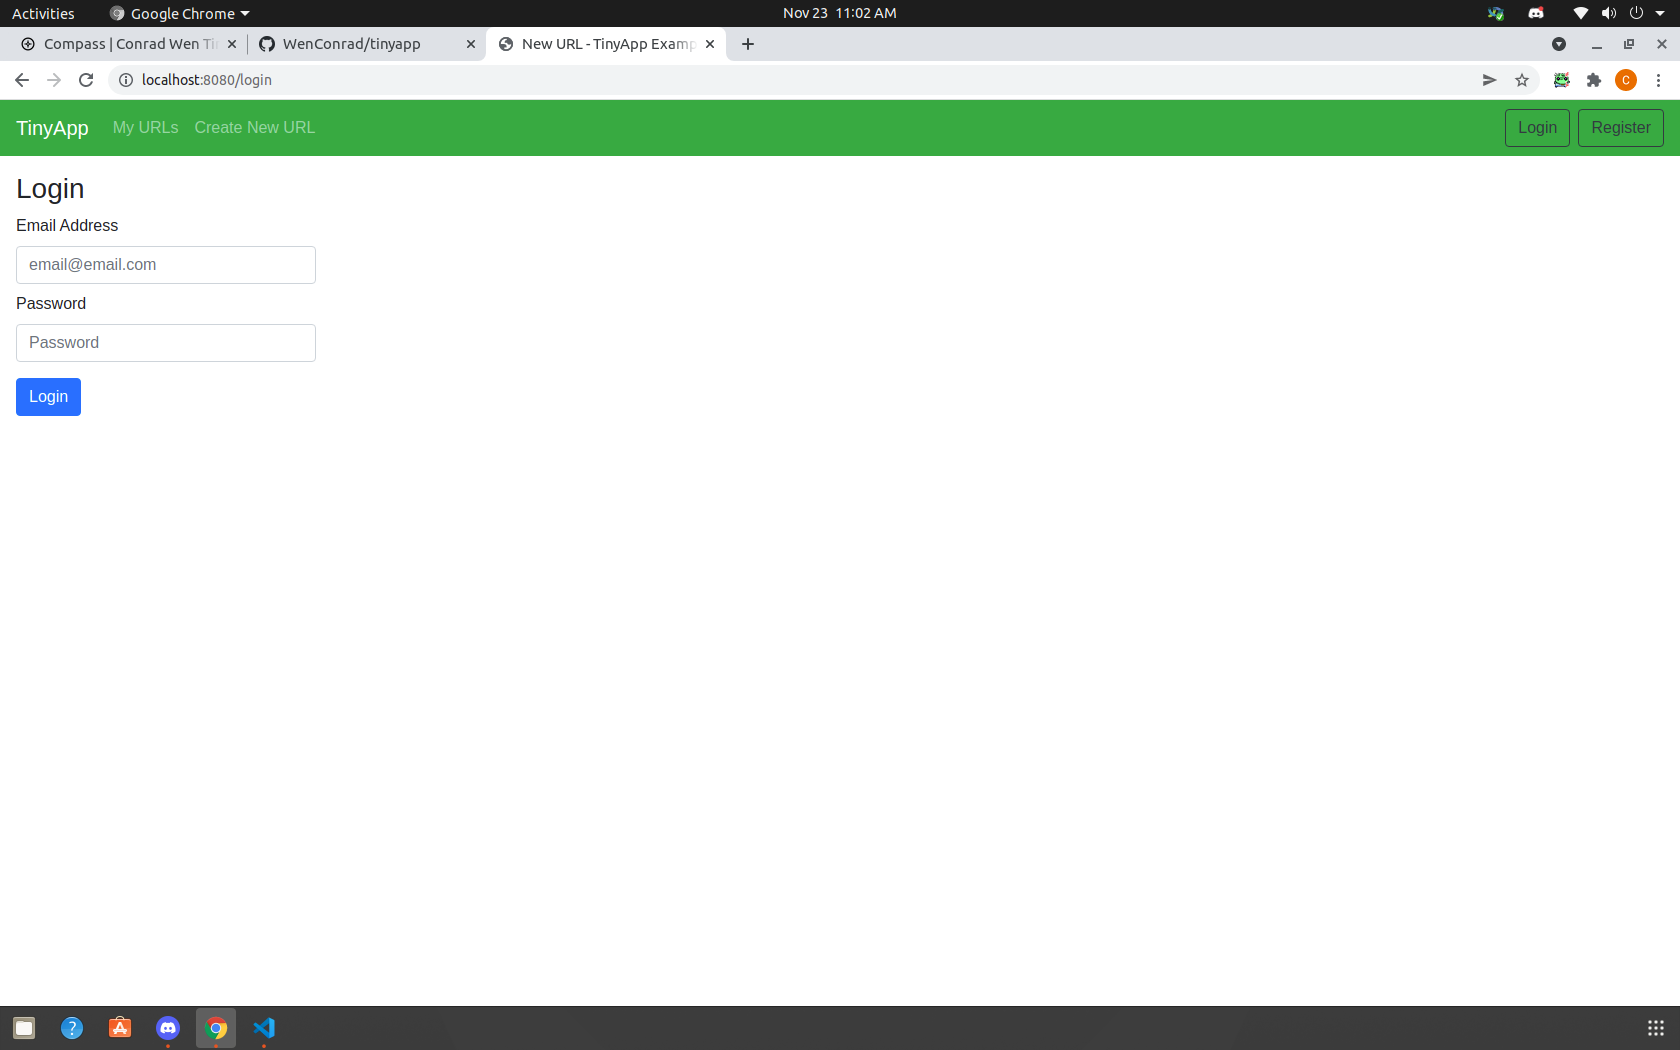 Activities Google Chrome Nov 23 11:02 AM
Compass | Conrad Wen Ti WenConrad/tinyapp New URL - TinyApp Examp
localhost:8080/login C
TinyApp My URLs Create New URL Login Register
Login
Email Address
email@email.com
Password
Password
Login